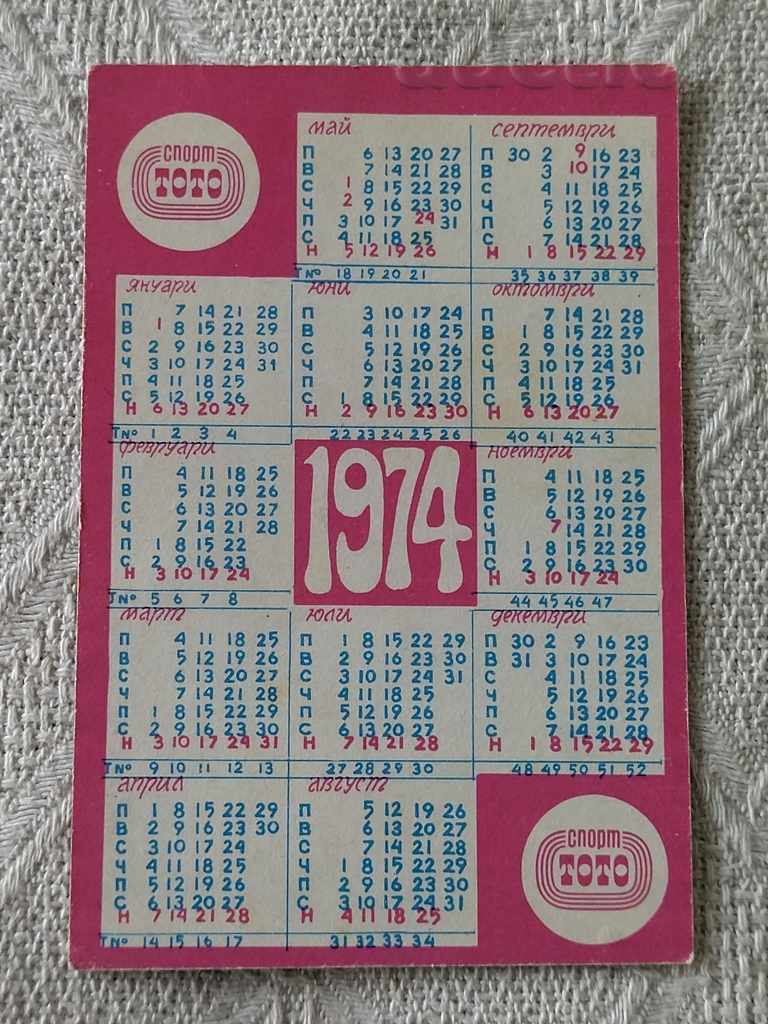 спорт
ТОТО
май
П 6 13 20 27
В 7 14 21 28
С 1 8 15 22 29
Ч 2 9 16 23 30
П 3 10 17 24 31
С 4 11 18 25
Н 5 12 19 26
Т№ 18 19 20 21
септември
П 30 2 9 16 23
В 3 10 17 24
С 4 11 18 25
Ч 5 12 19 26
П 6 13 20 27
С 7 14 21 28
Н 1 8 15 22 29
35 36 37 38 39
януари
П 7 14 21 28
В 1 8 15 22 29
С 2 9 16 23 30
Ч 3 10 17 24 31
П 4 11 18 25
С 5 12 19 26
Н 6 13 20 27
Т№ 1 2 3 4
юни
П 3 10 17 24
В 4 11 18 25
С 5 12 19 26
Ч 6 13 20 27
П 7 14 21 28
С 1 8 15 22 29
Н 2 9 16 23 30
22 23 24 25 26
октомври
П 7 14 21 28
В 1 8 15 22 29
С 2 9 16 23 30
Ч 3 10 17 24 31
П 4 11 18 25
С 5 12 19 26
Н 6 13 20 27
40 41 42 43
февруари
П 4 11 18 25
В 5 12 19 26
С 6 13 20 27
Ч 7 14 21 28
П 1 8 15 22
С 2 9 16 23
Н 3 10 17 24
Т№ 5 6 7 8
1974
ноември
П 4 11 18 25
В 5 12 19 26
С 6 13 20 27
Ч 7 14 21 28
П 1 8 15 22 29
С 2 9 16 23 30
Н 3 10 17 24
44 45 46 47
март
П 4 11 18 25
В 5 12 19 26
С 6 13 20 27
Ч 7 14 21 28
П 1 8 15 22 29
С 2 9 16 23 30
Н 3 10 17 24 31
Т№ 9 10 11 12 13
юли
П 1 8 15 22 29
В 2 9 16 23 30
С 3 10 17 24 31
Ч 4 11 18 25
П 5 12 19 26
С 6 13 20 27
Н 7 14 21 28
27 28 29 30
декември
П 30 2 9 16 23
В 31 3 10 17 24
С 4 11 18 25
Ч 5 12 19 26
П 6 13 20 27
С 7 14 21 28
Н 1 8 15 22 29
48 49 50 51 52
април
П 1 8 15 22 29
В 2 9 16 23 30
С 3 10 17 24
Ч 4 11 18 25
П 5 12 19 26
С 6 13 20 27
Н 7 14 21 28
Т№ 14 15 16 17
август
П 5 12 19 26
В 6 13 20 27
С 7 14 21 28
Ч 1 8 15 22 29
П 2 9 16 23 30
С 3 10 17 24 31
Н 4 11 18 25
31 32 33 34
спорт
ТОТО